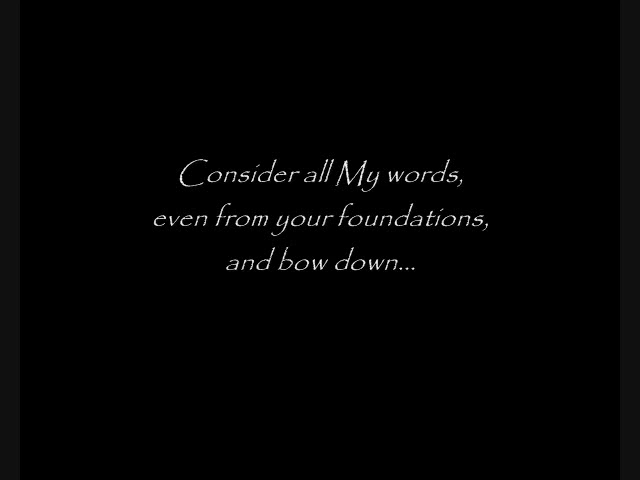 Consider all My words,
even from your foundations,
and bow down...